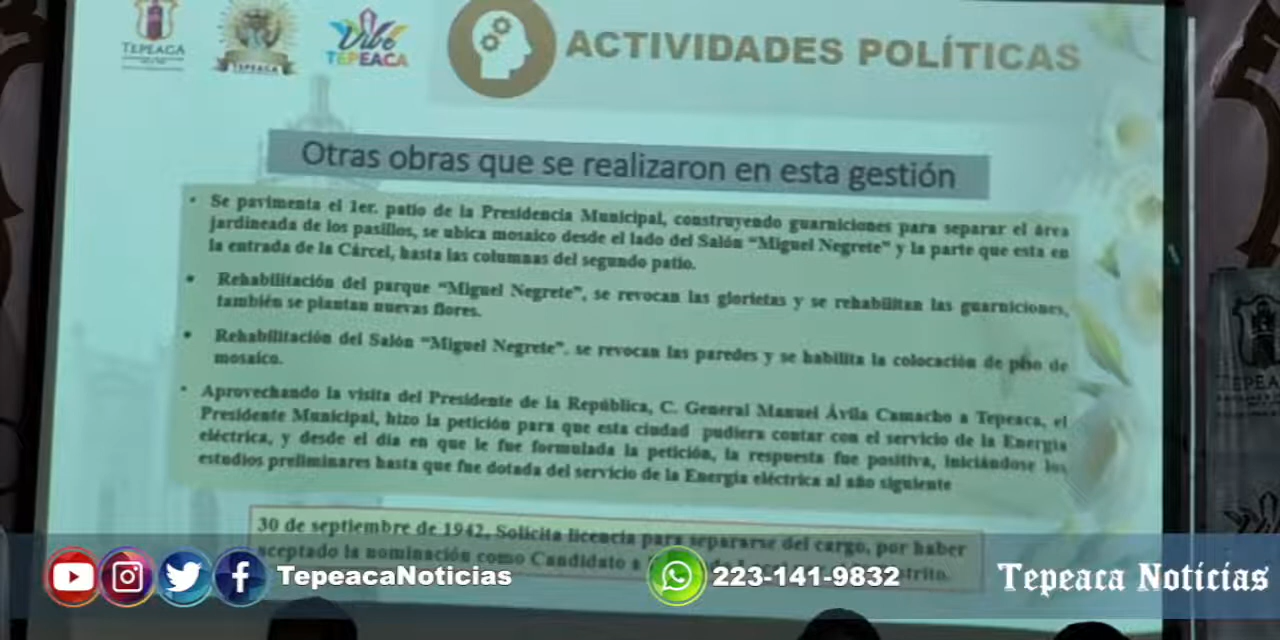 TEPEACA
TEPEACA
Vibe
TEPEACA
ACTIVIDADES POLÍTICAS
Otras obras que se realizaron en esta gestión
• Se pavimenta el 1er. patio de la Presidencia Municipal, construyendo guarniciones para separar el área
jardineada de los pasillos, se ubica mosaico desde el lado del Salón “Miguel Negrete” y la parte que esta en
la entrada de la Cárcel, hasta las columnas del segundo patio.
• Rehabilitación del parque “Miguel Negrete”, se revocan las glorietas y se rehabilitan las guarniciones,
también se plantan nuevas flores.
• Rehabilitación del Salón “Miguel Negrete”. se revocan las paredes y se habilita la colocación de piso de
mosaico.
• Aprovechando la visita del Presidente de la República, C. General Manuel Ávila Camacho a Tepeaca, el
Presidente Municipal, hizo la petición para que esta ciudad pudiera contar con el servicio de la Energía
eléctrica, y desde el día en que le fue formulada la petición, la respuesta fue positiva, iniciándose los
estudios preliminares hasta que fue dotada del servicio de la Energía eléctrica al año siguiente
30 de septiembre de 1942, Solicita licencia para separarse del cargo, por haber
aceptado la nominación como Candidato a
TepeacaNoticias
223-141-9832
Tepeaca Noticias